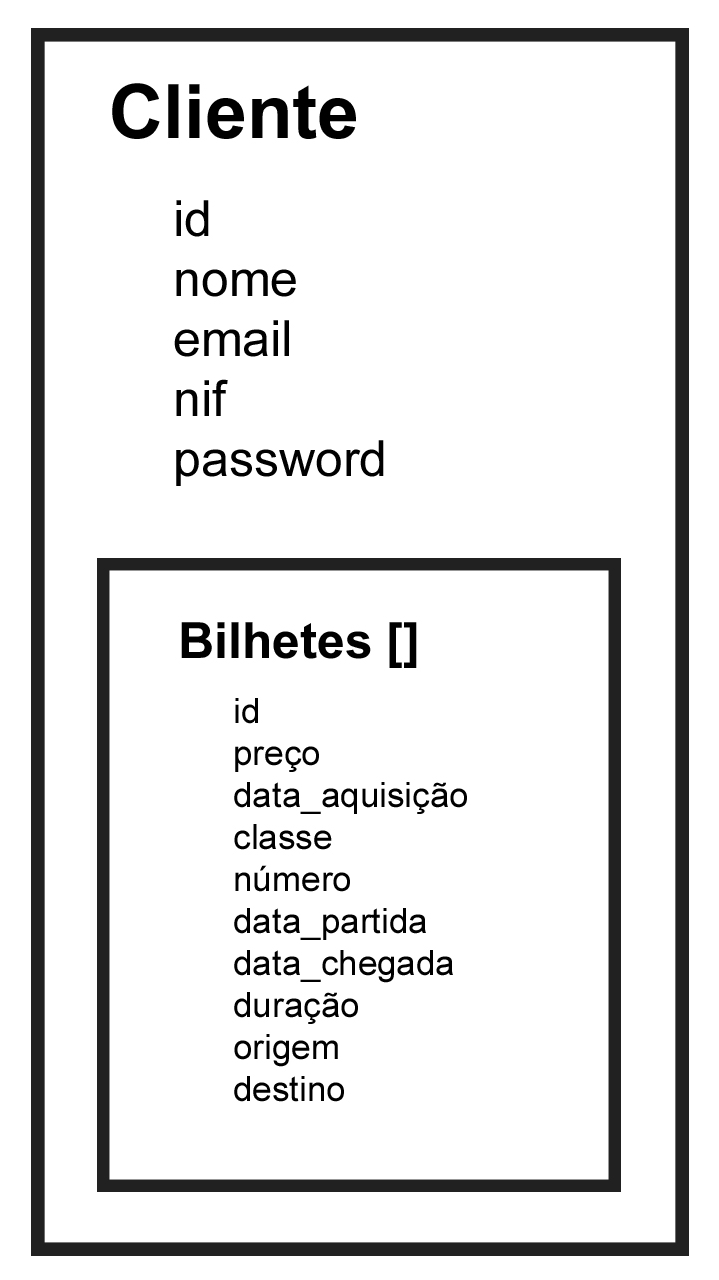 Cliente
id
nome
email
nif
password
Bilhetes []
id
preço
data_aquisição
classe
número
data_partida
data_chegada
duração
origem
destino